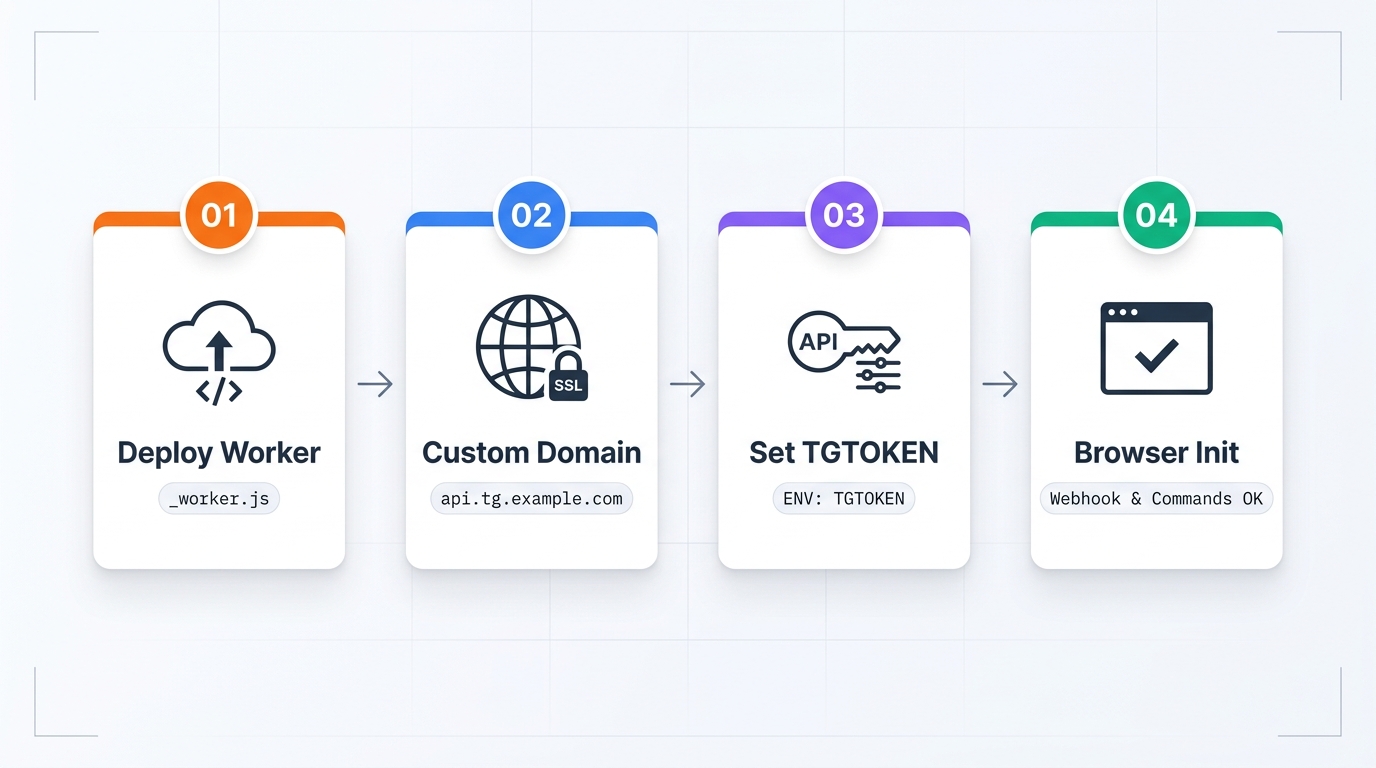 01
02
03
04
</>
API
SSL
Deploy Worker
Custom Domain
Set TGTOKEN
Browser Init
_worker.js
api.tg.example.com
ENV: TGTOKEN
Webhook & Commands OK